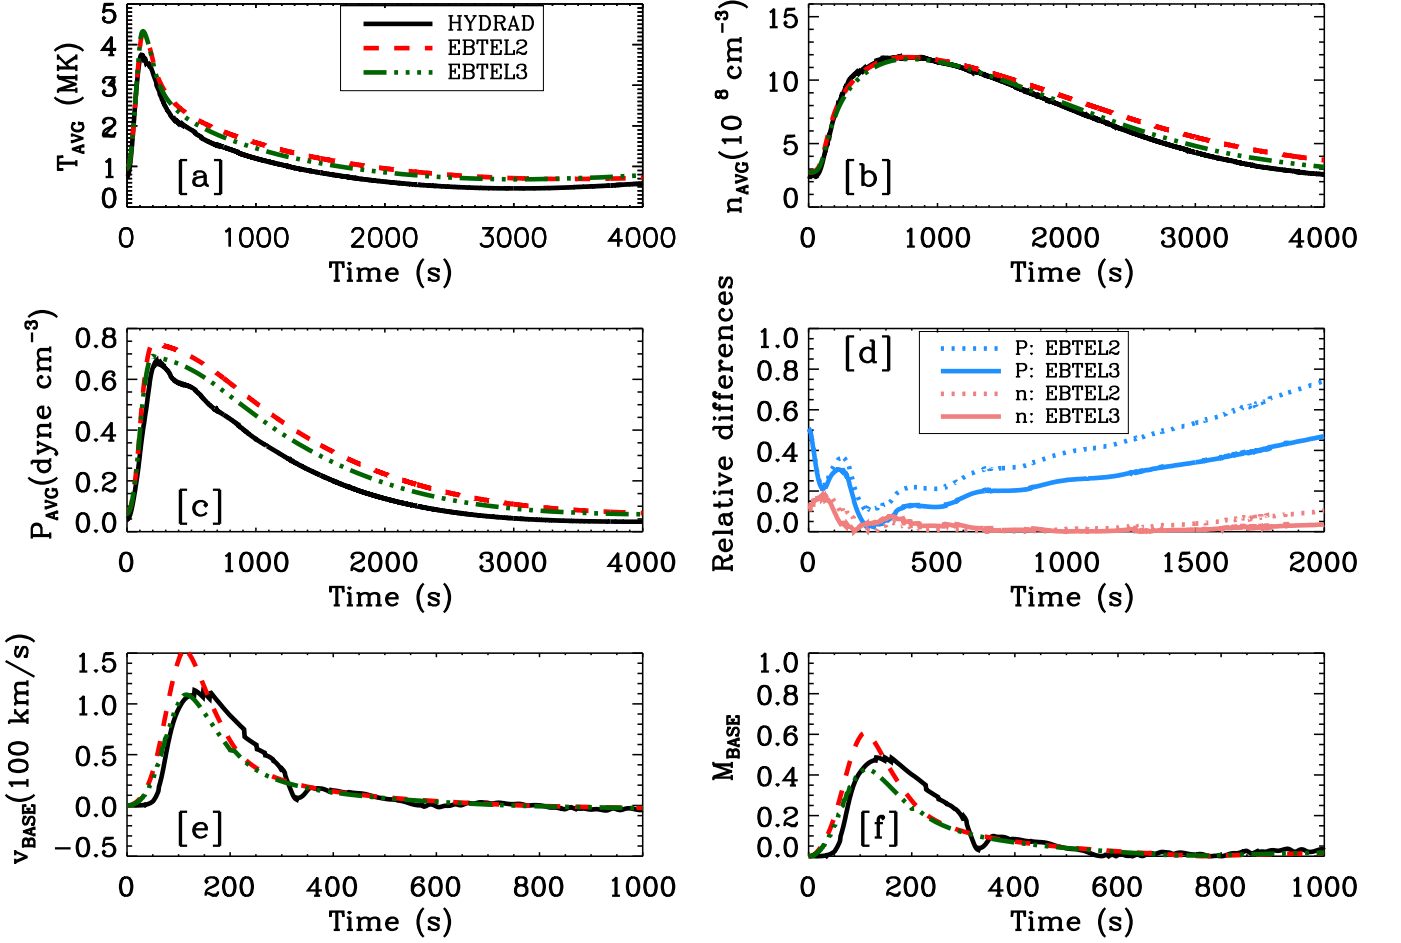 HYDRAD
EBTEL2
EBTEL3
T_AVG (MK)
5
4
3
2
1
0
[a]
0 1000 2000 3000 4000
Time (s)
n_AVG(10 ^8 cm^-3)
15
10
5
0
[b]
0 1000 2000 3000 4000
Time (s)
P_AVG(dyne cm^-3)
0.8
0.6
0.4
0.2
0.0
[c]
0 1000 2000 3000 4000
Time (s)
Relative differences
1.0
0.8
0.6
0.4
0.2
0.0
[d]
P: EBTEL2
P: EBTEL3
n: EBTEL2
n: EBTEL3
0 500 1000 1500 2000
Time (s)
v_BASE(100 km/s)
1.5
1.0
0.5
0.0
−0.5
[e]
0 200 400 600 800 1000
Time (s)
M_BASE
1.0
0.8
0.6
0.4
0.2
0.0
[f]
0 200 400 600 800 1000
Time (s)